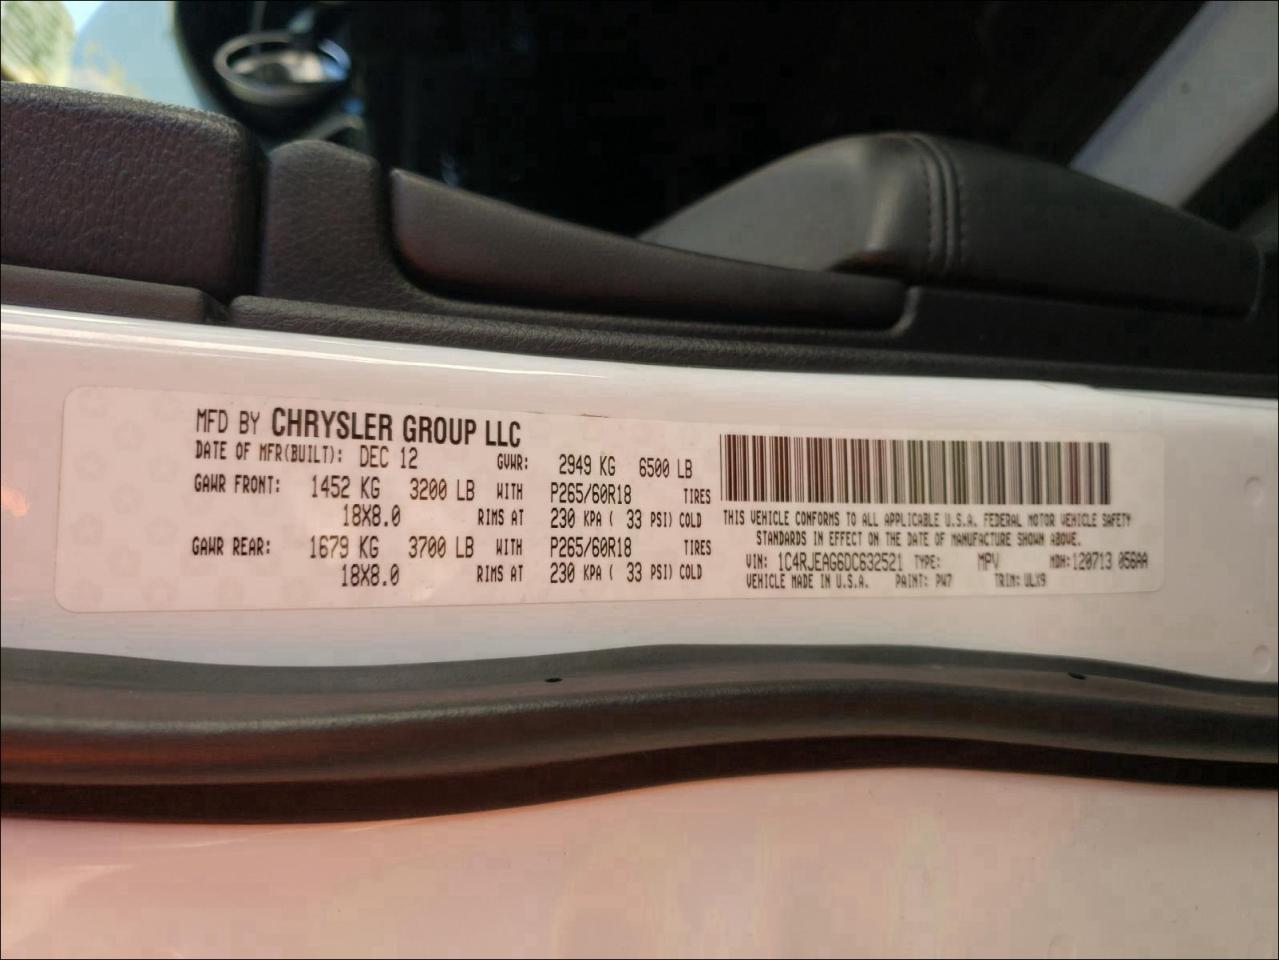 MFD BY CHRYSLER GROUP LLC
DATE OF MFR(BUILT): DEC 12 GVWR: 2949 KG 6500 LB
GAWR FRONT: 1452 KG 3200 LB WITH P265/60R18 TIRES
18X8.0 RIMS AT 230 KPA ( 33 PSI) COLD
GAWR REAR: 1679 KG 3700 LB WITH P265/60R18 TIRES
18X8.0 RIMS AT 230 KPA ( 33 PSI) COLD
THIS VEHICLE CONFORMS TO ALL APPLICABLE U.S.A. FEDERAL MOTOR VEHICLE SAFETY
STANDARDS IN EFFECT ON THE DATE OF MANUFACTURE SHOWN ABOVE.
VIN: 1C4RJEAG6DC632521 TYPE: MPV MDH:120713 056AA
VEHICLE MADE IN U.S.A. PAINT: PW7 TRIM: ULX9